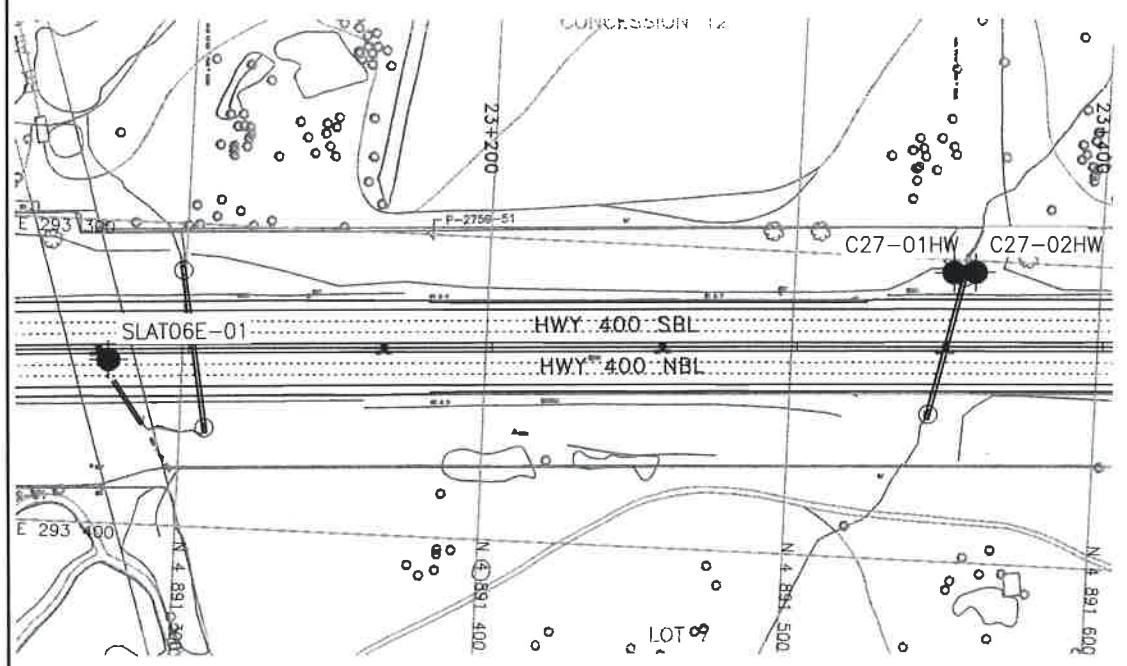 CONCESSION 12
23+200
23+400
E 293 300
P-2756-51
C27-01HW
C27-02HW
SLAT06E-01
HWY 400 SBL
HWY 400 NBL
E 293 400
N 4 891 300
N 4 891 400
N 4 891 500
N 4 891 600
LOT 7